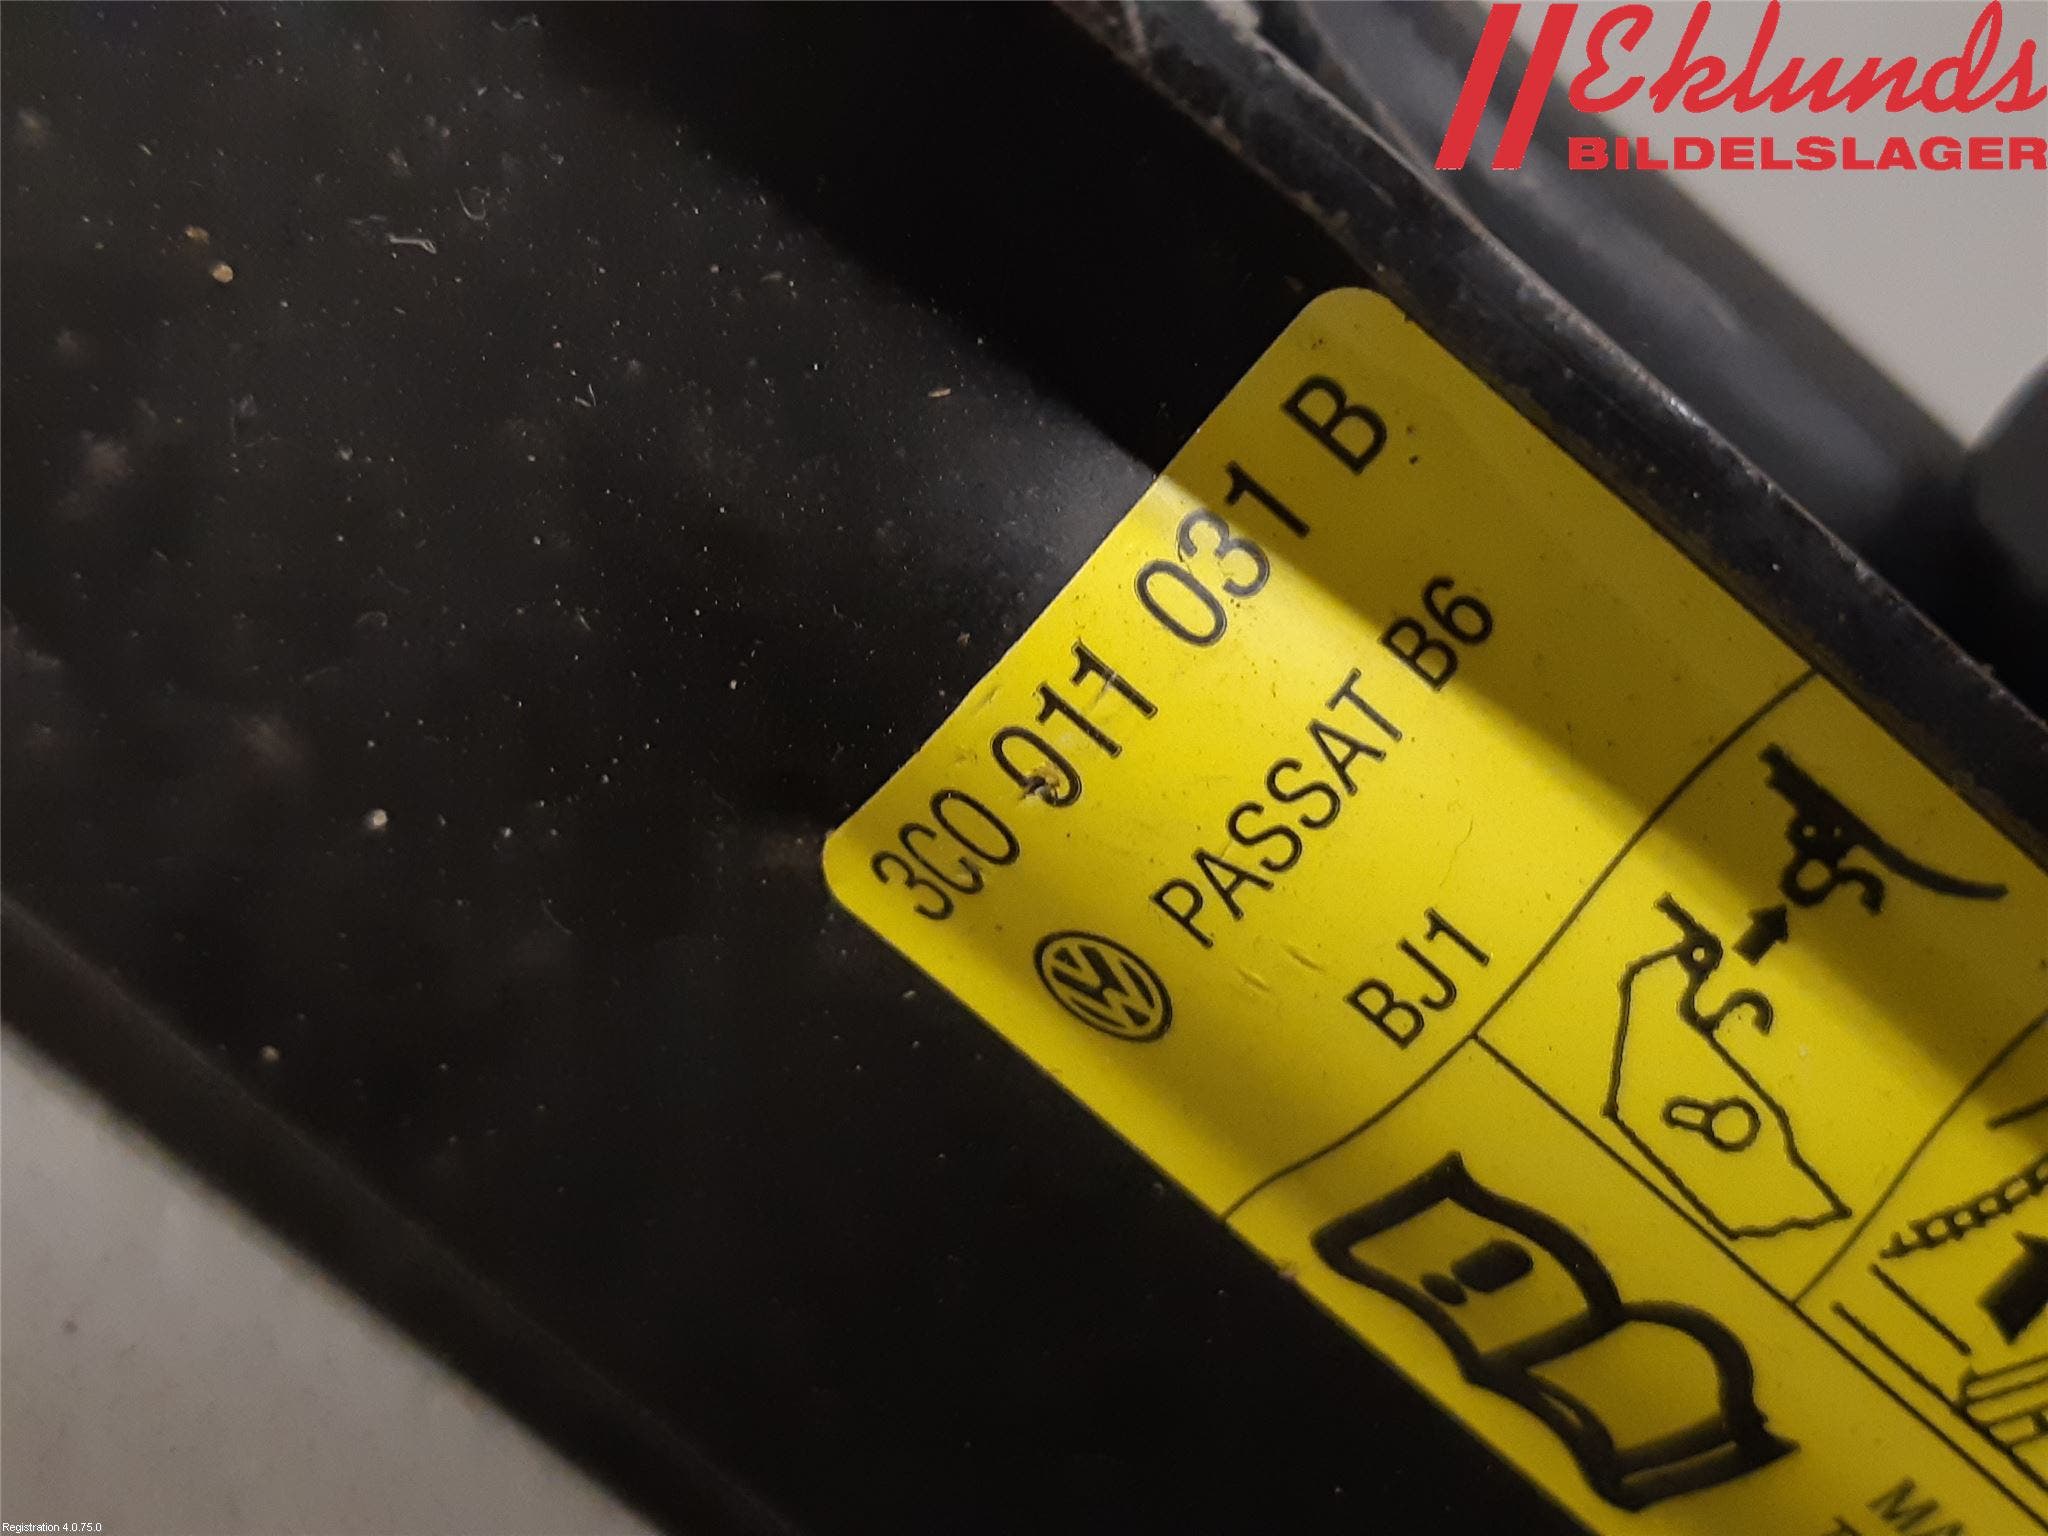 Eklunds
BILDELSLAGER
3C0 011 031 B
PASSAT B6
BJ1
Registration 4.0.75.0